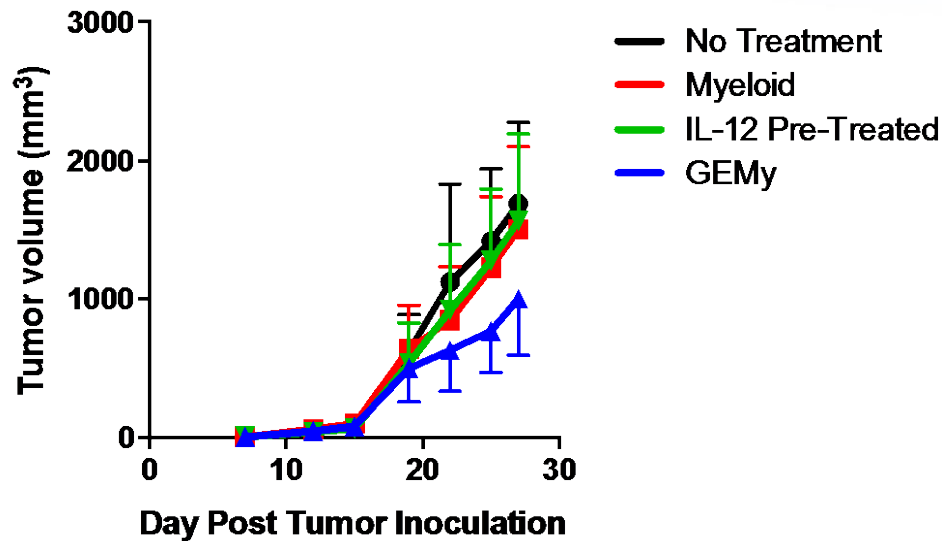 3000
2000
1000
0
0
10
20
30
Tumor volume (mm³)
Day Post Tumor Inoculation
No Treatment
Myeloid
IL-12 Pre-Treated
GEMy